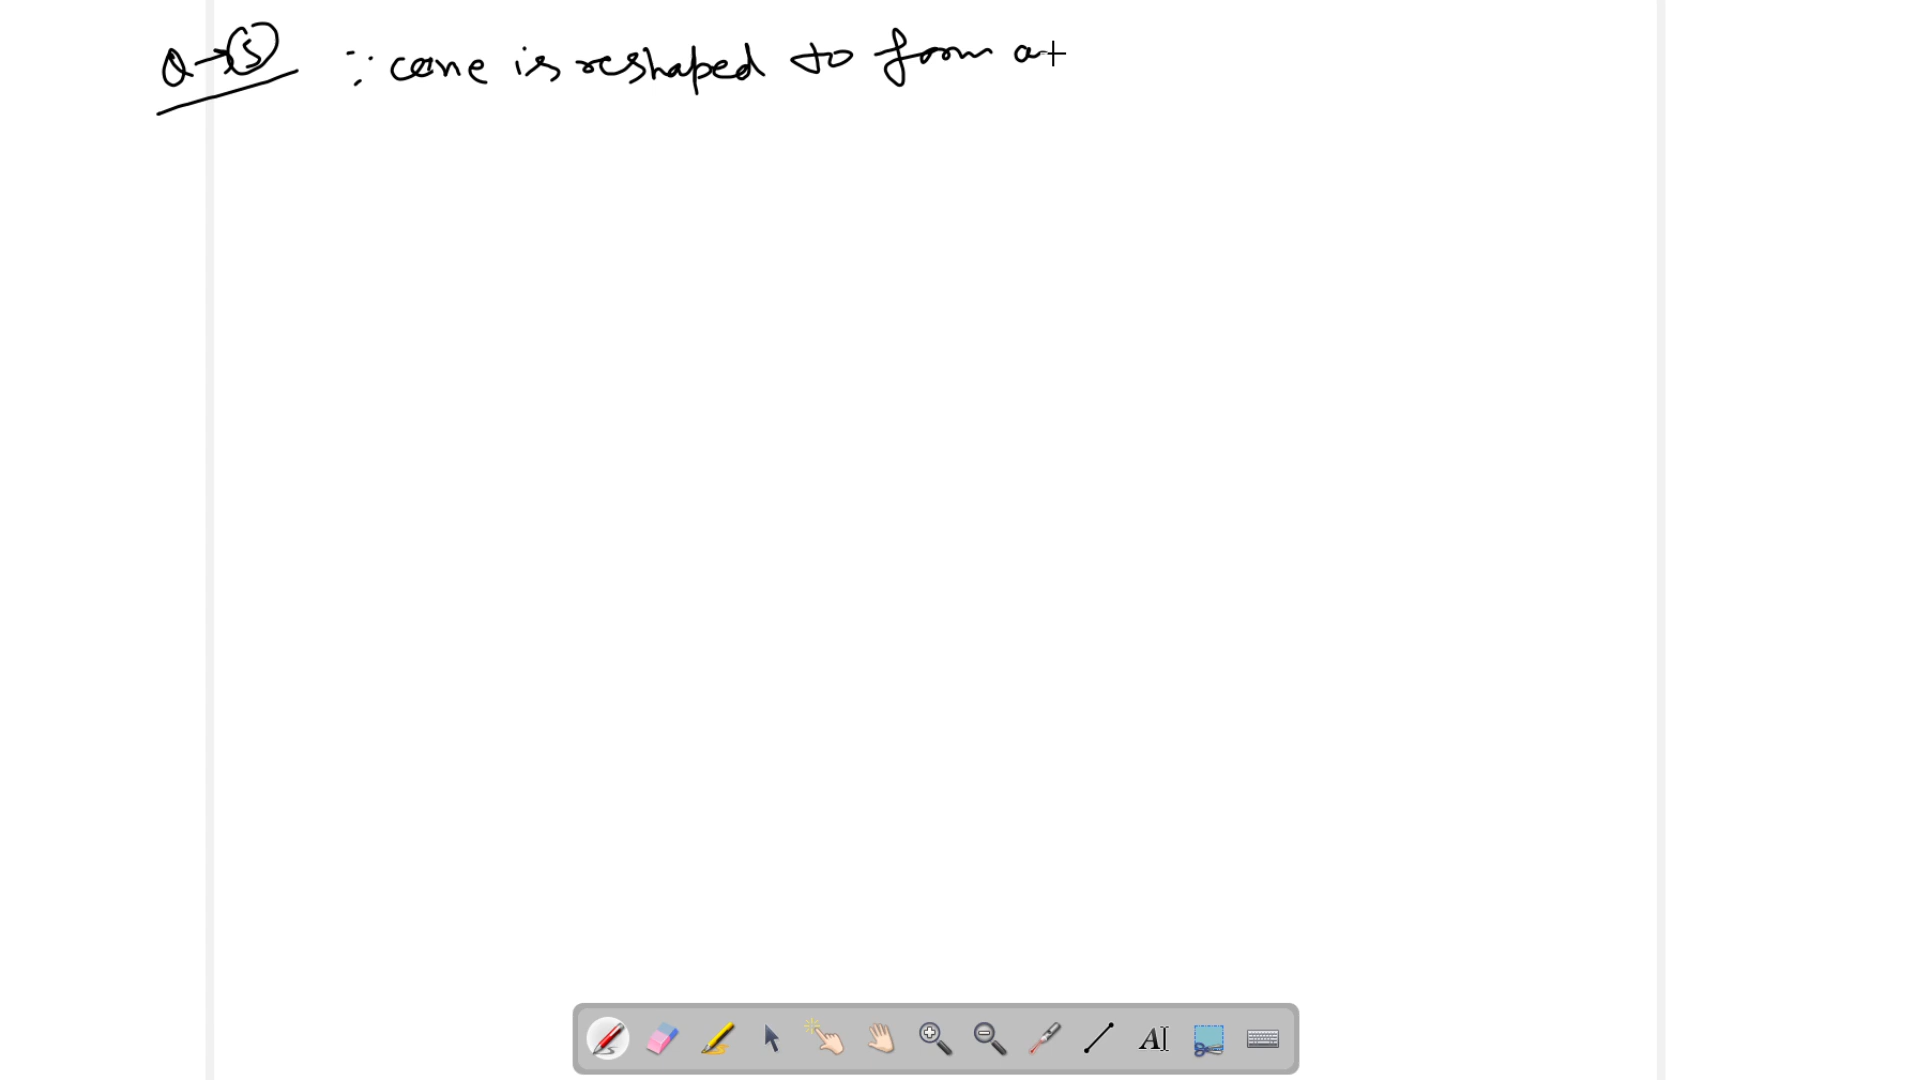 Q→(5) ∵ cone is reshaped to form a